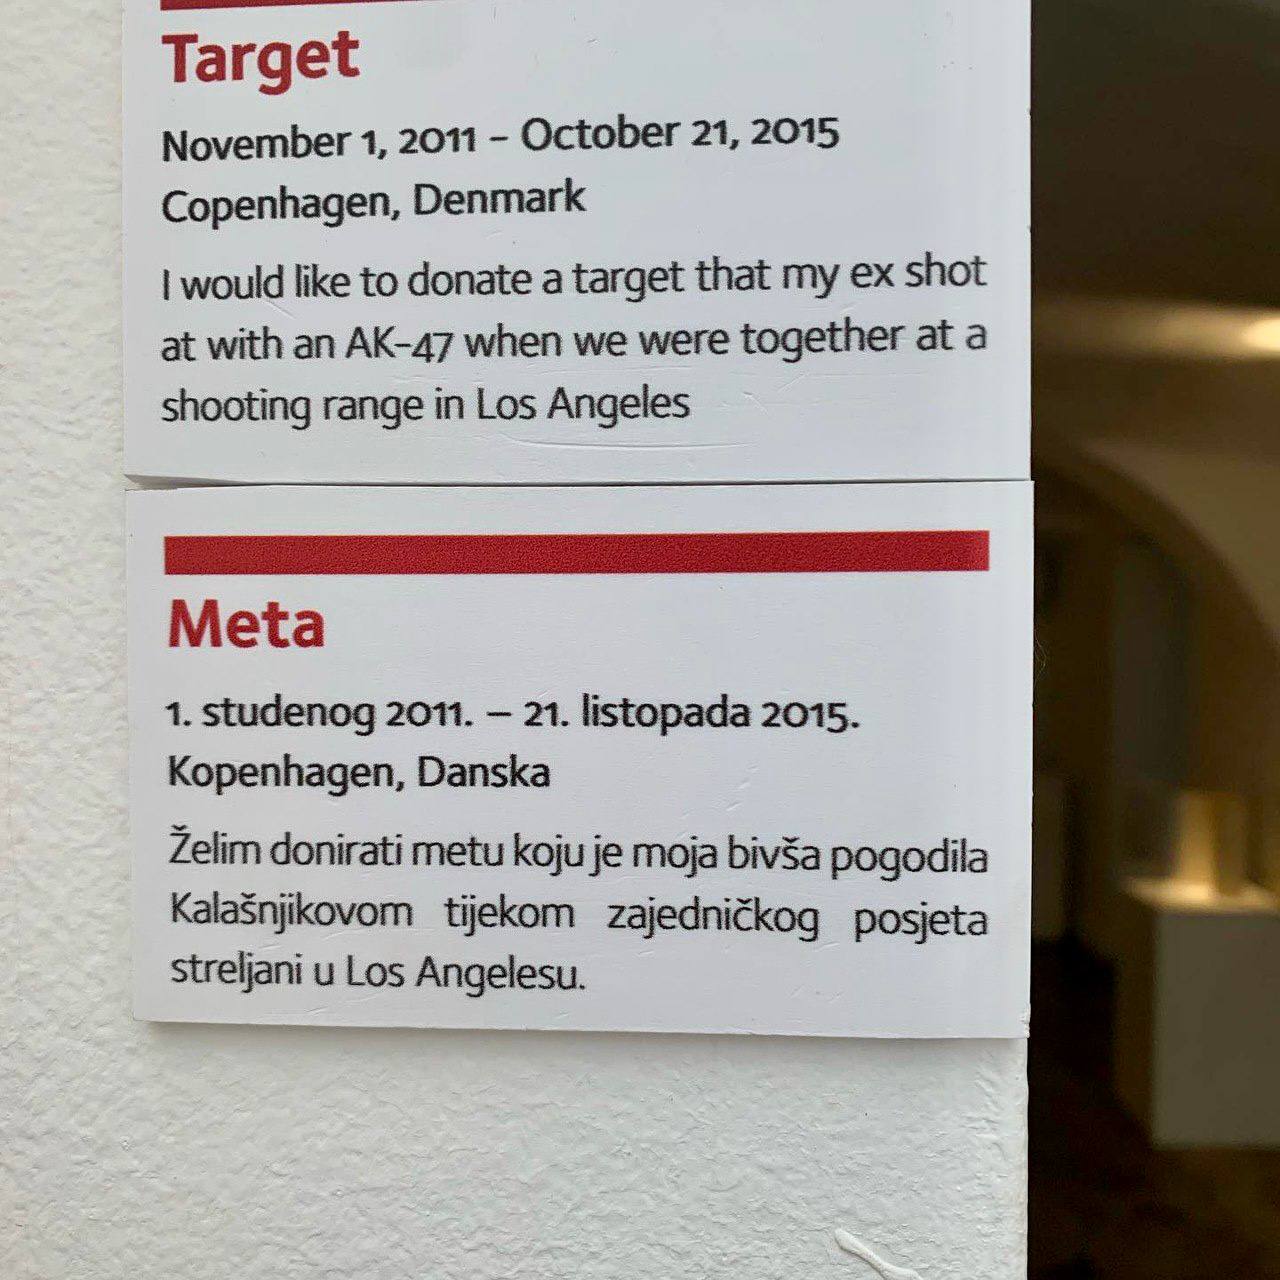 Target
November 1, 2011 – October 21, 2015
Copenhagen, Denmark
I would like to donate a target that my ex shot
at with an AK-47 when we were together at a
shooting range in Los Angeles
Meta
1. studenog 2011. – 21. listopada 2015.
Kopenhagen, Danska
Želim donirati metu koju je moja bivša pogodila
Kalašnjikovom tijekom zajedničkog posjeta
streljani u Los Angelesu.